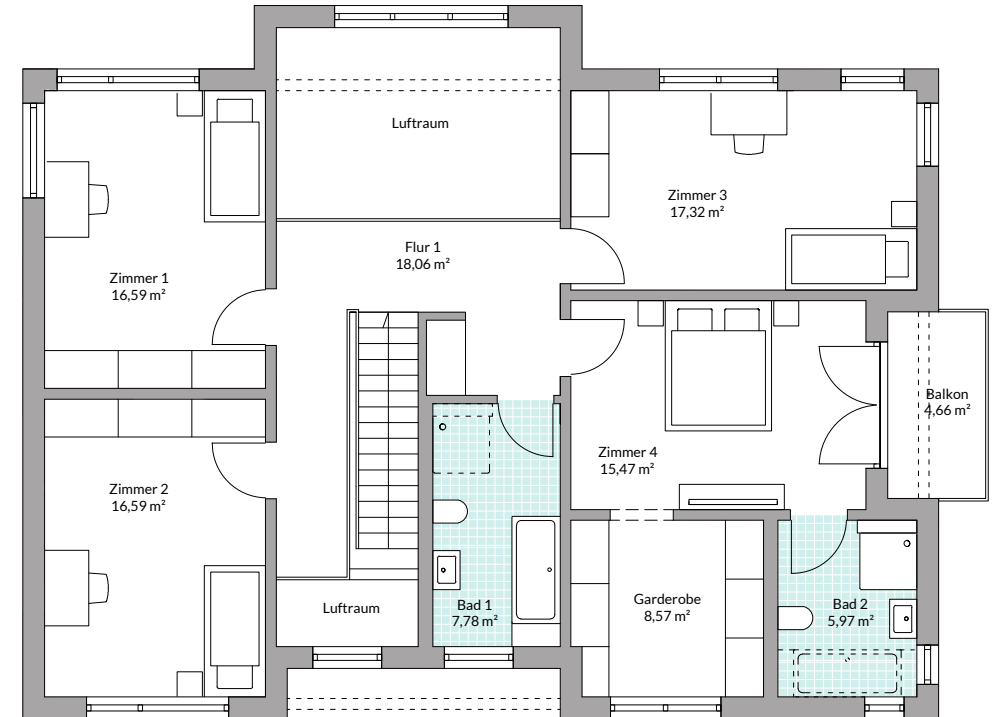 Luftraum
Zimmer 3
17,32 m²
Flur 1
18,06 m²
Zimmer 1
16,59 m²
Balkon
4,66 m²
Zimmer 4
15,47 m²
Zimmer 2
16,59 m²
Luftraum
Bad 1
7,78 m²
Garderobe
8,57 m²
Bad 2
5,97 m²